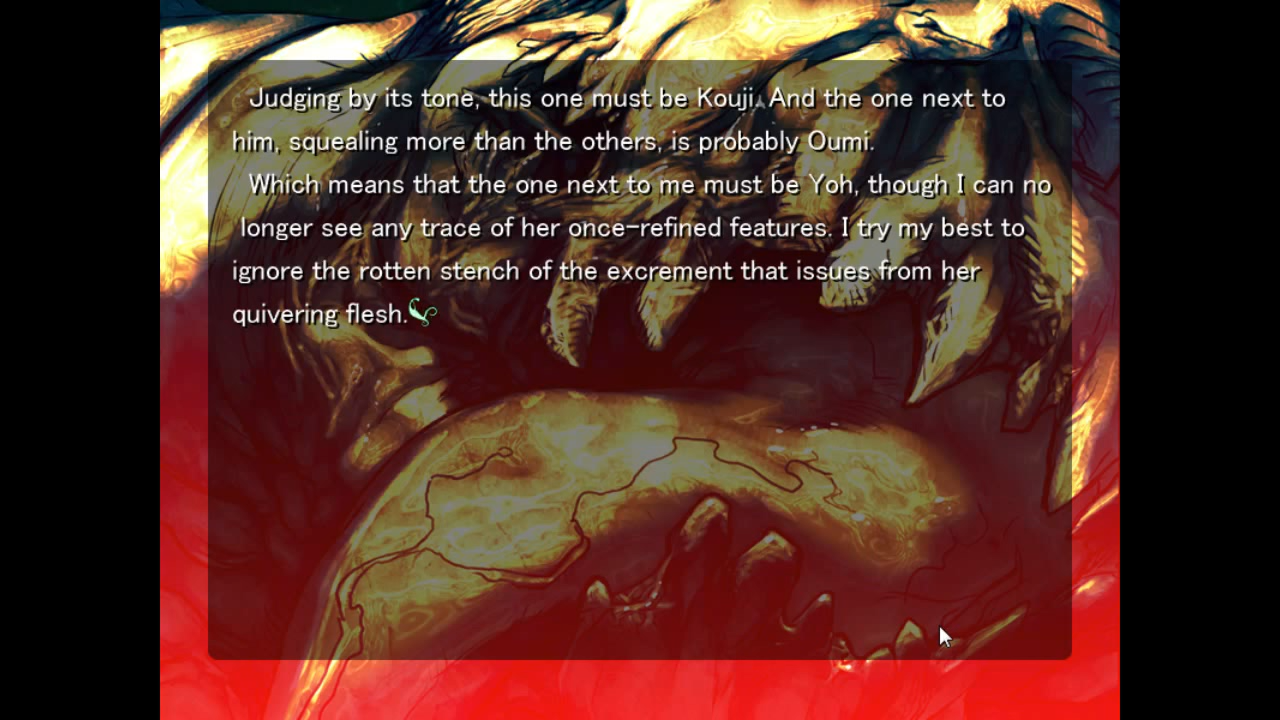 Judging by its tone, this one must be Kouji. And the one next to
him, squealing more than the others, is probably Oumi.
Which means that the one next to me must be Yoh, though I can no
longer see any trace of her once-refined features. I try my best to
ignore the rotten stench of the excrement that issues from her
quivering flesh.